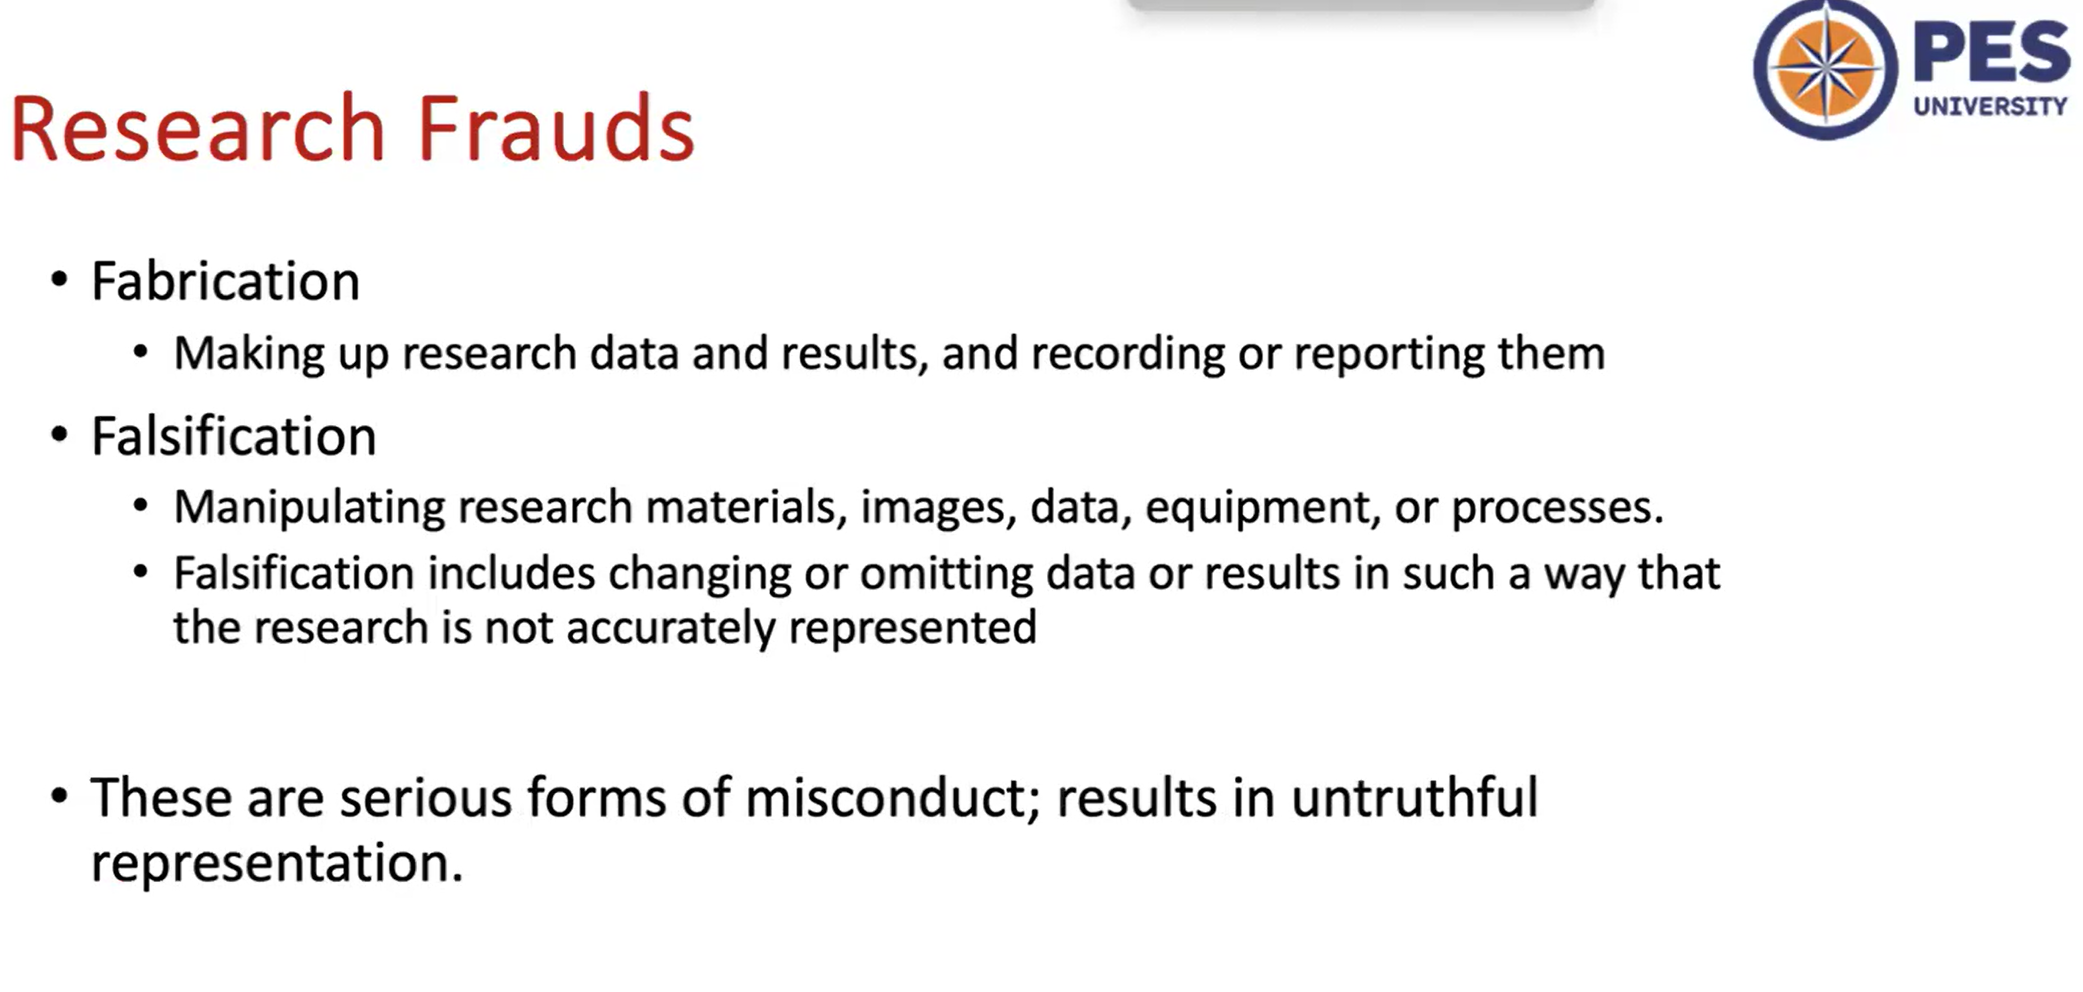 PES
UNIVERSITY
Research Frauds
• Fabrication
• Making up research data and results, and recording or reporting them
• Falsification
• Manipulating research materials, images, data, equipment, or processes.
• Falsification includes changing or omitting data or results in such a way that
the research is not accurately represented
• These are serious forms of misconduct; results in untruthful
representation.